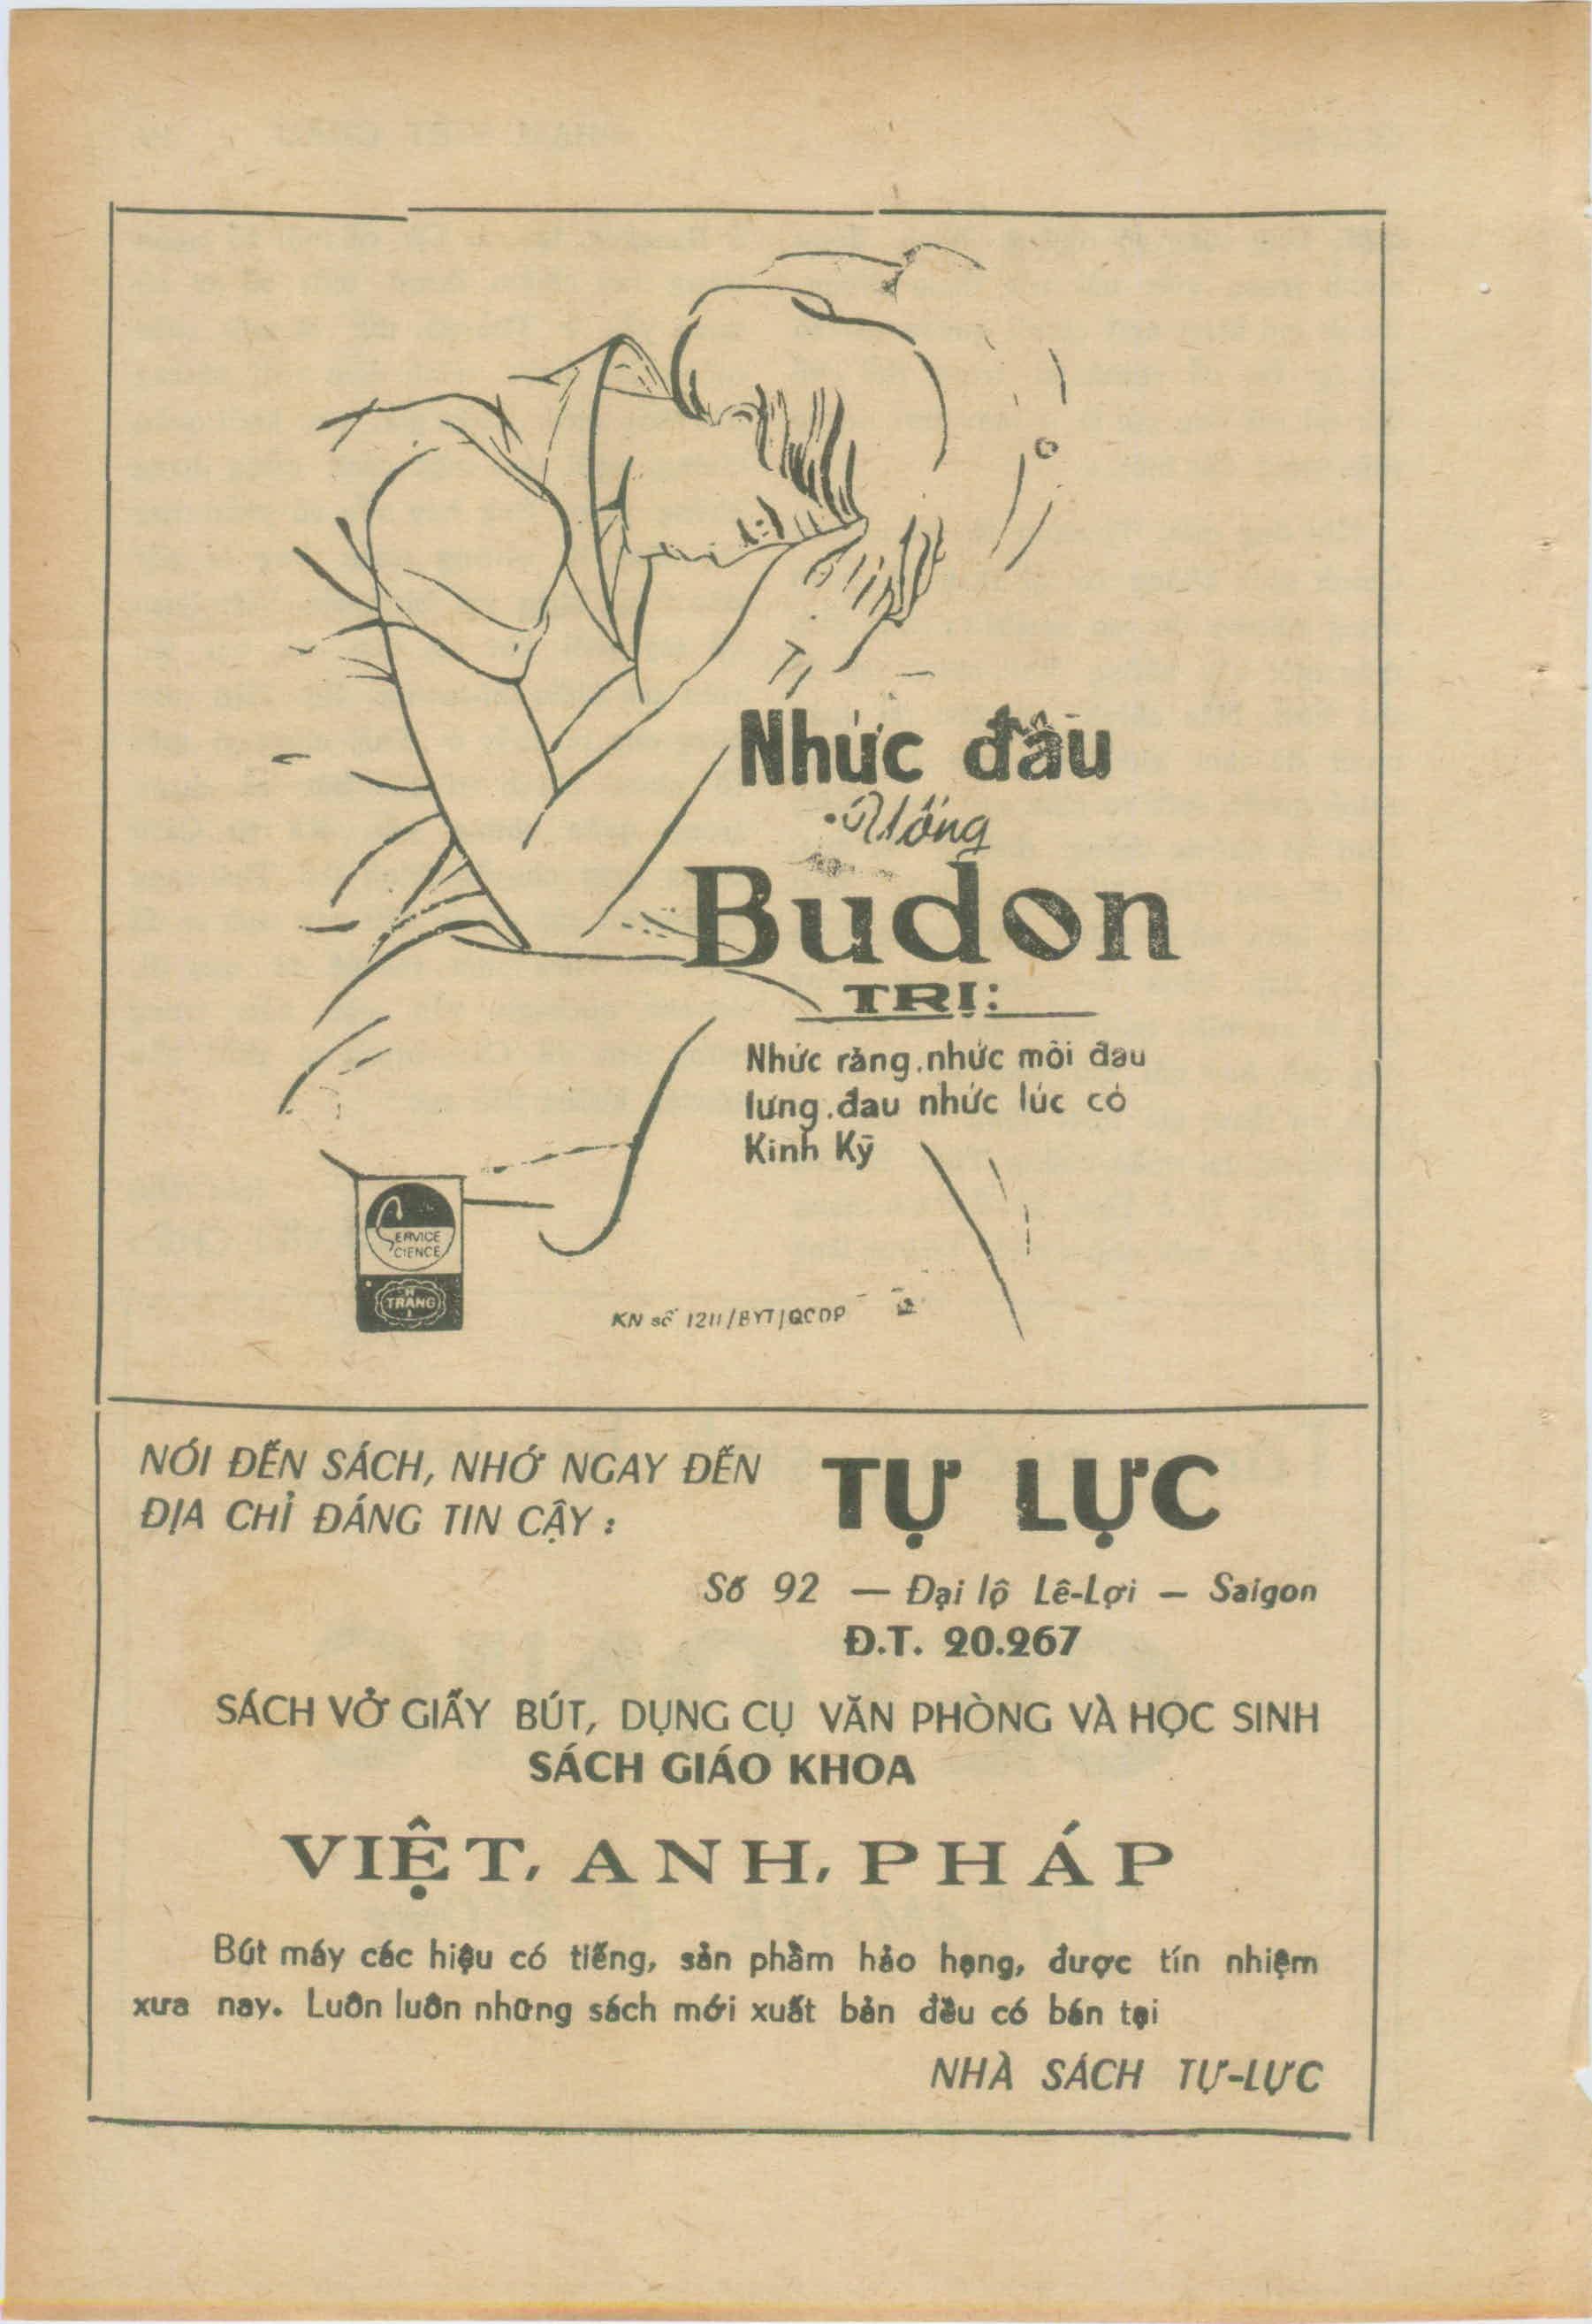 Nhức đầu
Uống
Budon
TRỊ:
Nhức răng.nhức mỏi đau
lưng.đau nhức lúc có
Kinh Kỳ
SERVICE
SCIENCE
TRANG
KN số 1211/BYT/QCDP
NÓI ĐẾN SÁCH, NHỚ NGAY ĐẾN
ĐỊA CHỈ ĐÁNG TIN CẬY :
TỰ LỰC
Số 92 — Đại lộ Lê-Lợi — Saigon
Đ.T. 20.267
SÁCH VỞ GIẤY BÚT, DỤNG CỤ VĂN PHÒNG VÀ HỌC SINH
SÁCH GIÁO KHOA
VIỆT, ANH, PHÁP
Bút máy các hiệu có tiếng, sản phẩm hảo hạng, được tín nhiệm
xưa nay. Luôn luôn những sách mới xuất bản đều có bán tại
NHÀ SÁCH TỰ-LỰC